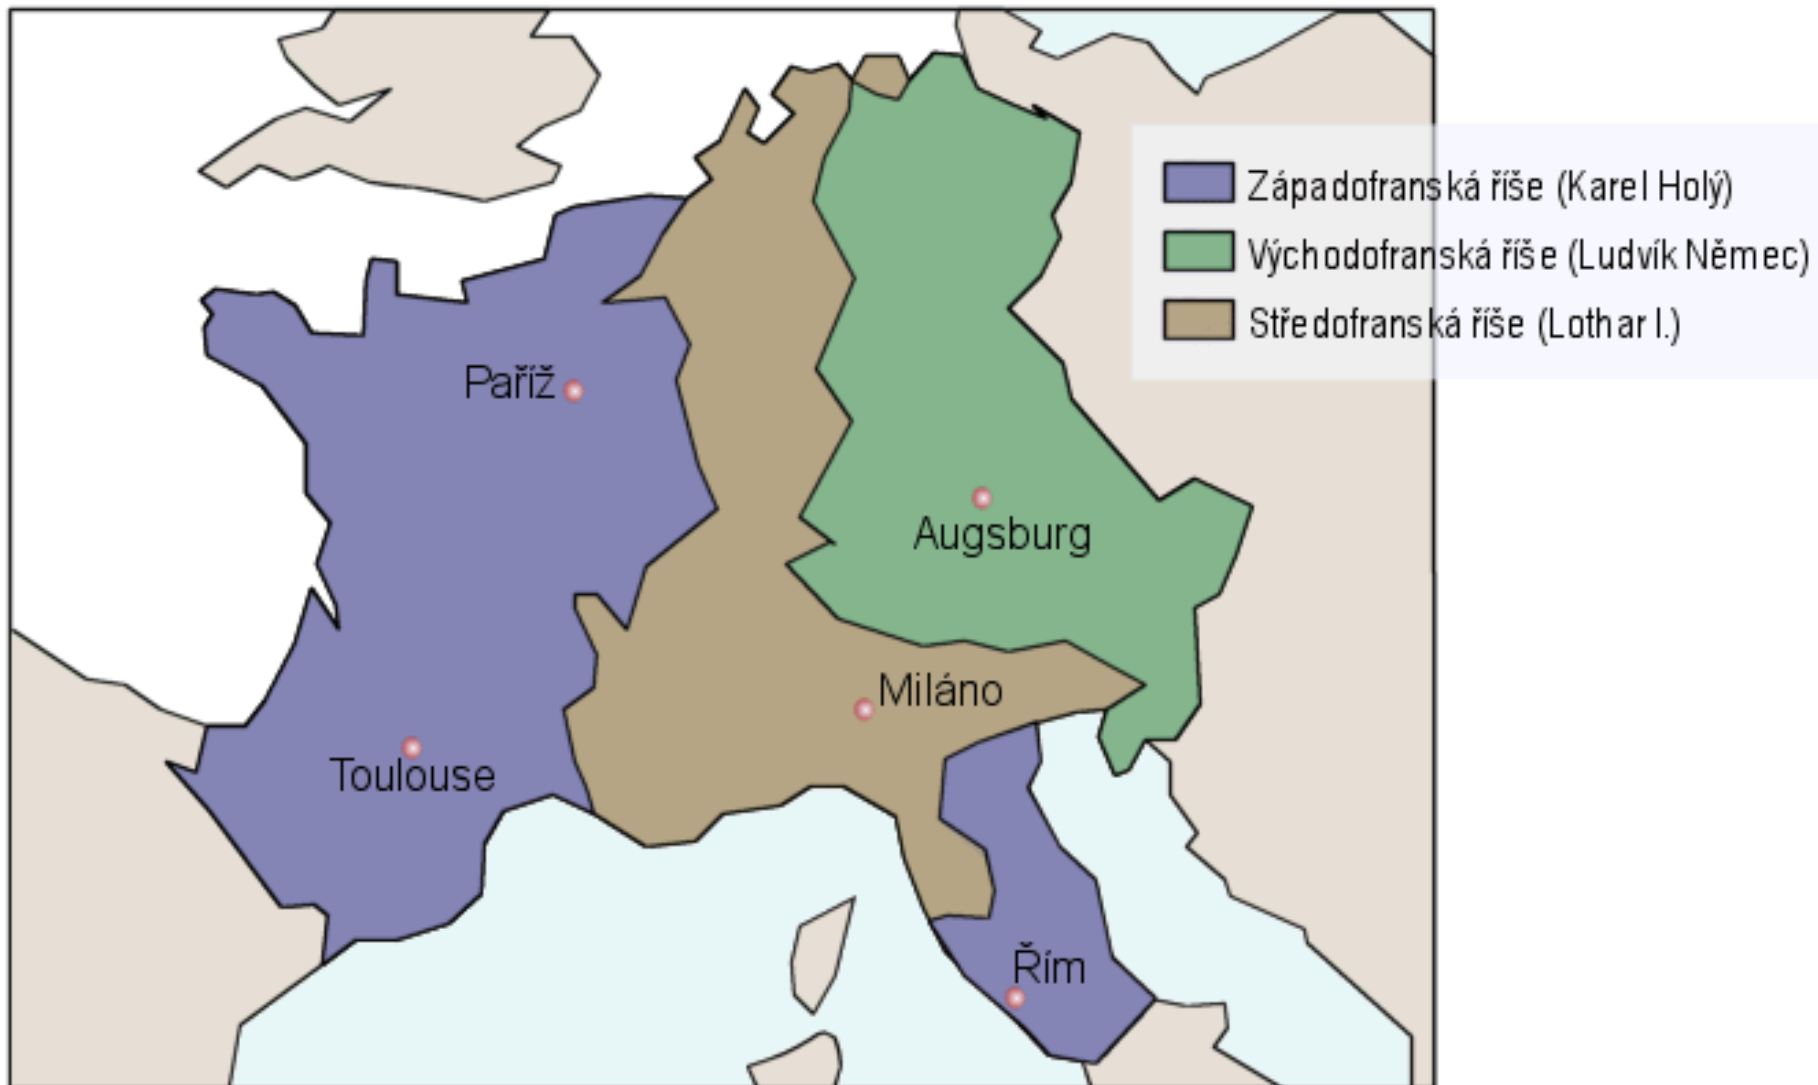 Západofranská říše (Karel Holý)
Východofranská říše (Ludvík Němec)
Středofranská říše (Lothar I.)
Paříž
Augsburg
Miláno
Toulouse
Řím